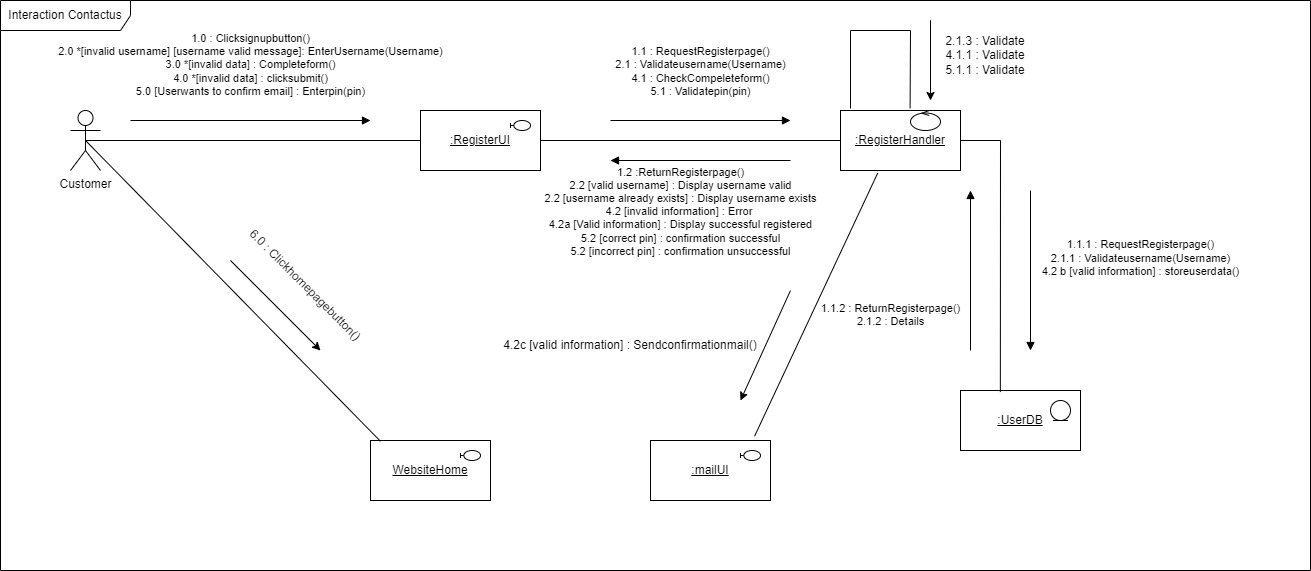 Interaction Contactus
1.0 : Clicksignupbutton()
2.0 *[invalid username] [username valid message]: EnterUsername(Username)
3.0 *[invalid data] : Completeform()
4.0 *[invalid data] : clicksubmit()
5.0 [Userwants to confirm email] : Enterpin(pin)
1.1 : RequestRegisterpage()
2.1 : Validateusername(Username)
4.1 : CheckCompeleteform()
5.1 : Validatepin(pin)
2.1.3 : Validate
4.1.1 : Validate
5.1.1 : Validate
Customer
:RegisterUI
:RegisterHandler
1.2 :ReturnRegisterpage()
2.2 [valid username] : Display username valid
2.2 [username already exists] : Display username exists
4.2 [invalid information] : Error
4.2a [Valid information] : Display successful registered
5.2 [correct pin] : confirmation successful
5.2 [incorrect pin] : confirmation unsuccessful
6.0 : Clickhomepagebutton()
1.1.1 : RequestRegisterpage()
2.1.1 : Validateusername(Username)
4.2 b [valid information] : storeuserdata()
1.1.2 : ReturnRegisterpage()
2.1.2 : Details
4.2c [valid information] : Sendconfirmationmail()
:UserDB
WebsiteHome
:mailUI